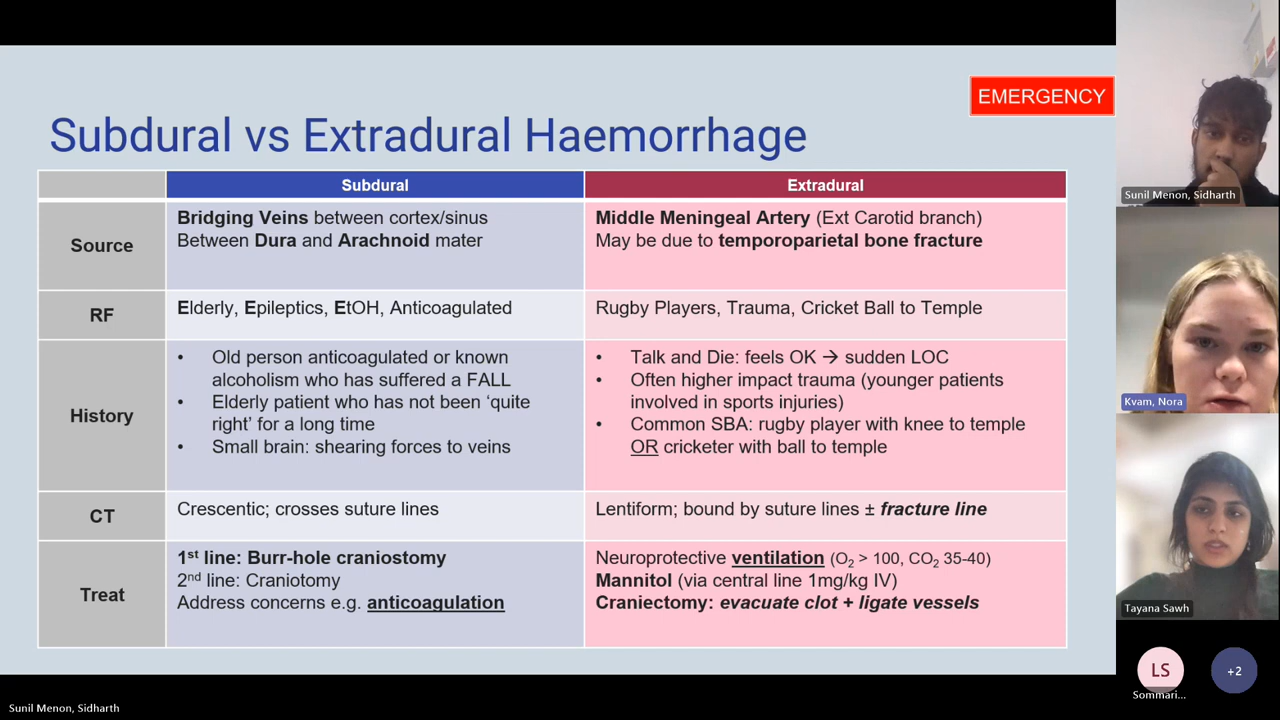 EMERGENCY
Subdural vs Extradural Haemorrhage
Subdural
Extradural
Source
Bridging Veins between cortex/sinus
Between Dura and Arachnoid mater
Middle Meningeal Artery (Ext Carotid branch)
May be due to temporoparietal bone fracture
RF
Elderly, Epileptics, EtOH, Anticoagulated
Rugby Players, Trauma, Cricket Ball to Temple
History
• Old person anticoagulated or known
alcoholism who has suffered a FALL
• Elderly patient who has not been ‘quite
right’ for a long time
• Small brain: shearing forces to veins
• Talk and Die: feels OK → sudden LOC
• Often higher impact trauma (younger patients
involved in sports injuries)
• Common SBA: rugby player with knee to temple
OR cricketer with ball to temple
CT
Crescentic; crosses suture lines
Lentiform; bound by suture lines ± fracture line
Treat
1st line: Burr-hole craniostomy
2nd line: Craniotomy
Address concerns e.g. anticoagulation
Neuroprotective ventilation (O2 > 100, CO2 35-40)
Mannitol (via central line 1mg/kg IV)
Craniectomy: evacuate clot + ligate vessels
Sunil Menon, Sidharth
Kvam, Nora
Tayana Sawh
LS
Sommari...
+2
Sunil Menon, Sidharth